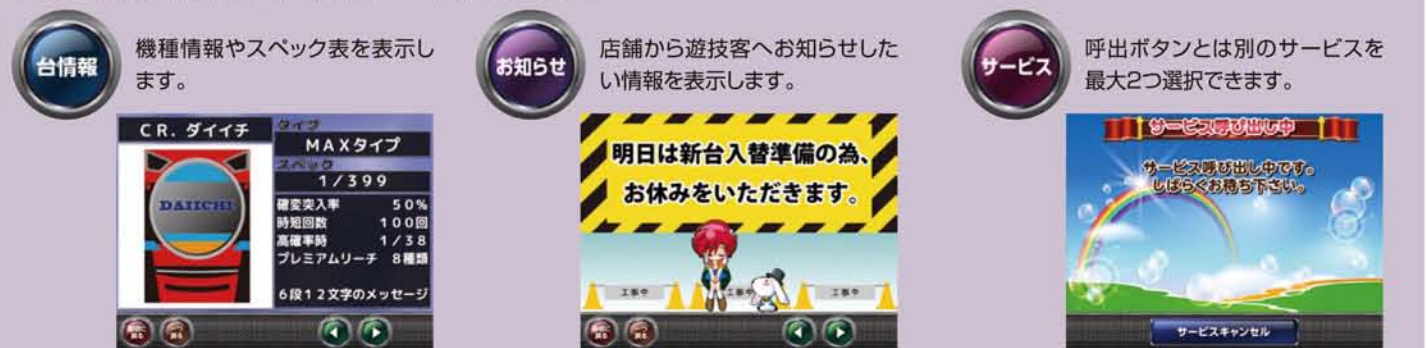 台情報
機種情報やスペック表を表示し
ます。
CR. ダイイチ
DAIICHI
タイプ
MAXタイプ
スペック
1/399
確変突入率 50%
時短回数 100回
高確率時 1/38
プレミアムリーチ 8種類
6段12文字のメッセージ
お知らせ
店舗から遊技客へお知らせした
い情報を表示します。
明日は新台入替準備の為、
お休みをいただきます。
工事中
工事中
工事中
サービス
呼出ボタンとは別のサービスを
最大2つ選択できます。
サービス呼び出し中
サービス呼び出し中です。
しばらくお待ち下さい。
サービスキャンセル